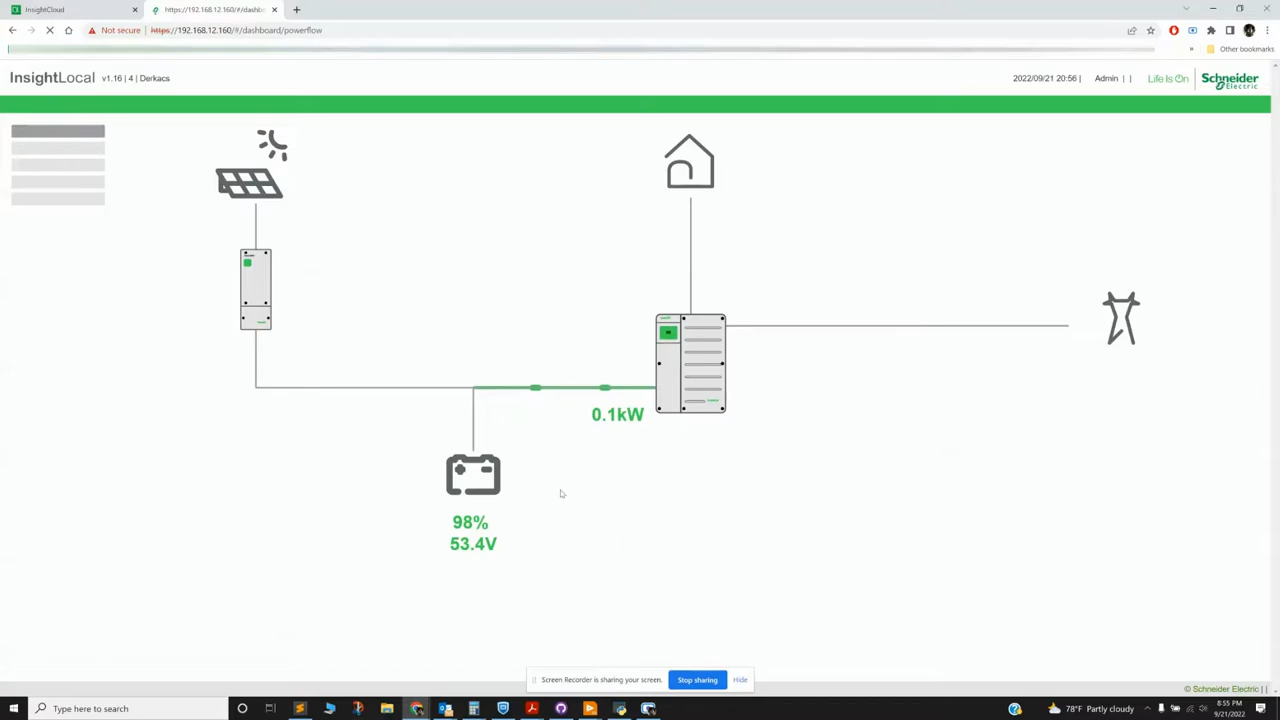 InsightCloud
https://192.168.12.160/#/dashbo
Not secure
https://192.168.12.160/#/dashboard/powerflow
»
Other bookmarks
InsightLocal v1.16 | 4 | Derkacs
2022/09/21 20:56 | Admin | |
Life Is On
Schneider
Electric
0.1kW
98%
53.4V
Screen Recorder is sharing your screen.
Stop sharing
Hide
© Schneider Electric | |
Type here to search
78°F Partly cloudy
8:55 PM
9/21/2022